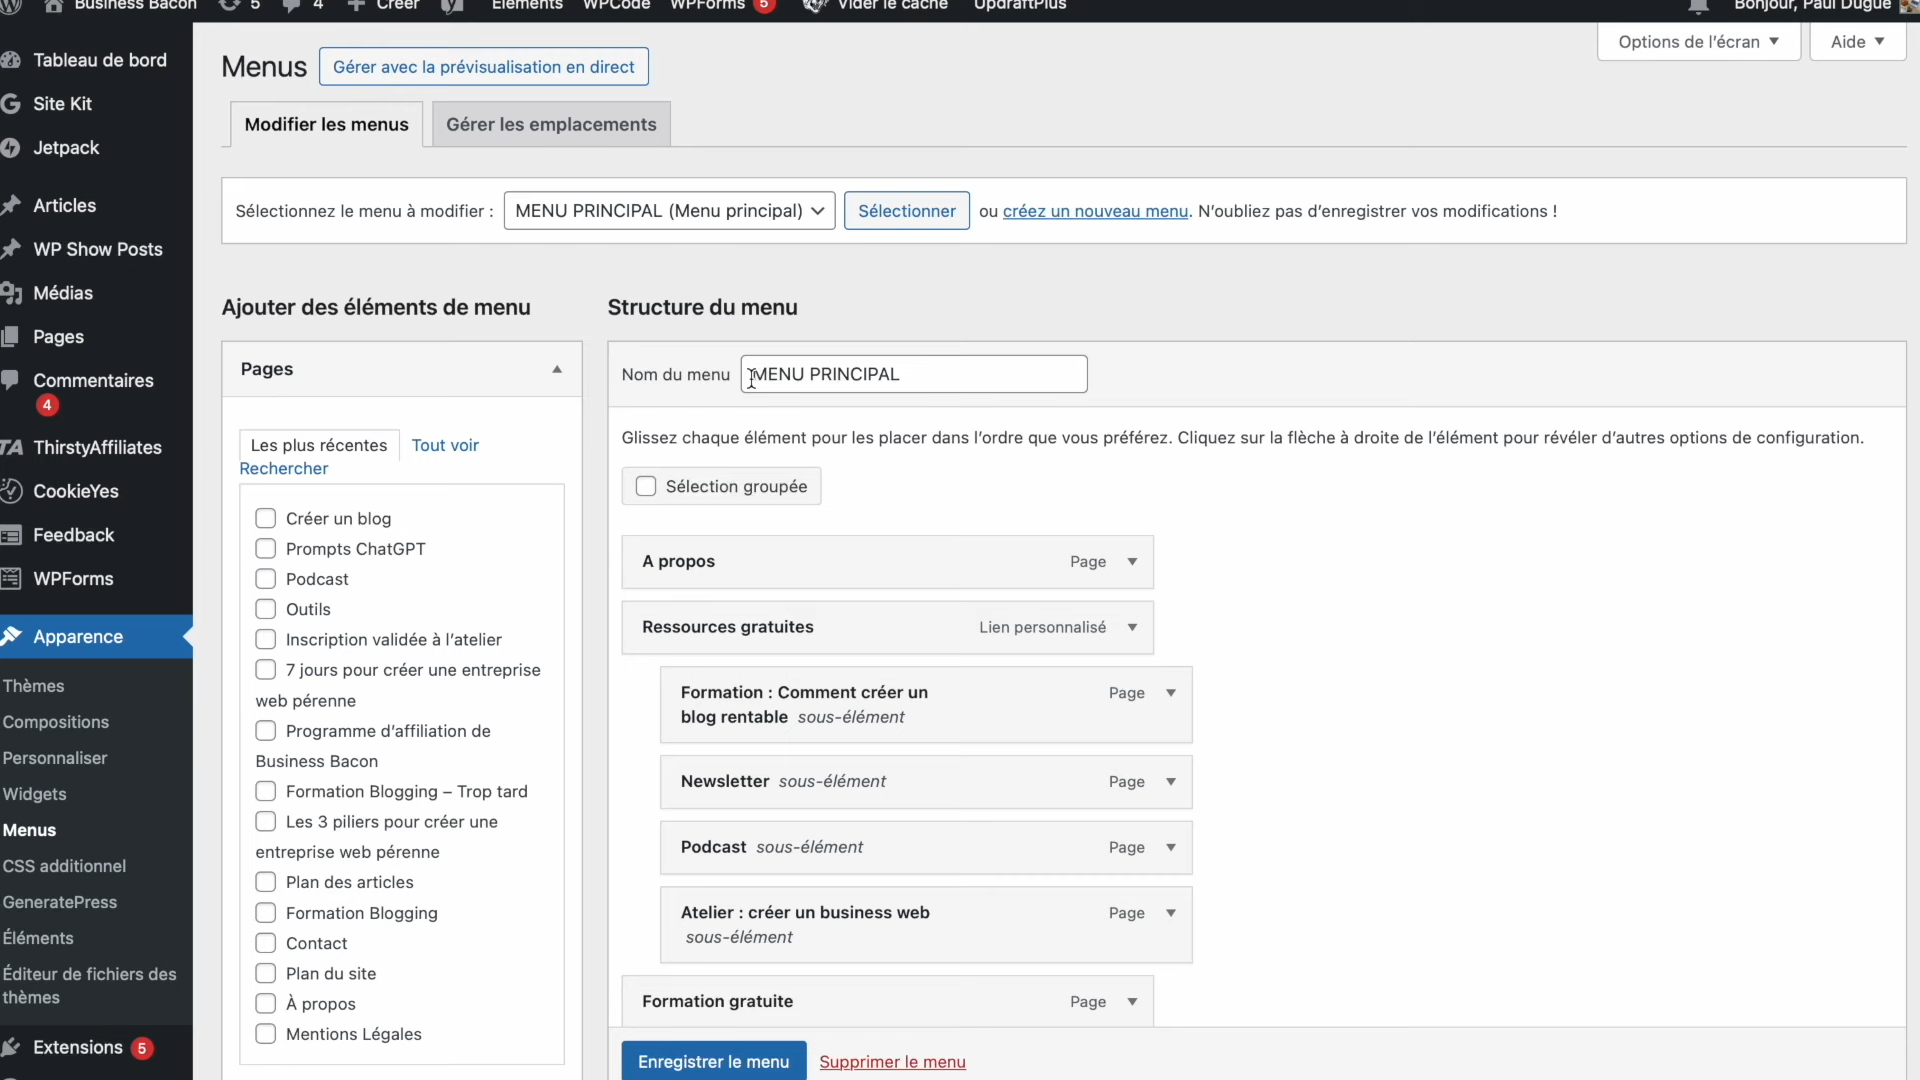 Business Bacon 5 4 Créer Éléments WPCode WPForms 5 Vider le cache UpdraftPlus Bonjour, Paul Dugué
Options de l'écran Aide
Menus Gérer avec la prévisualisation en direct
Modifier les menus Gérer les emplacements
Sélectionnez le menu à modifier : MENU PRINCIPAL (Menu principal) Sélectionner ou créez un nouveau menu. N'oubliez pas d'enregistrer vos modifications !
Tableau de bord
Site Kit
Jetpack
Articles
WP Show Posts
Médias
Pages
Commentaires
4
ThirstyAffiliates
CookieYes
Feedback
WPForms
Apparence
Thèmes
Compositions
Personnaliser
Widgets
Menus
CSS additionnel
GeneratePress
Éléments
Éditeur de fichiers des
thèmes
Extensions 5
Ajouter des éléments de menu
Pages
Les plus récentes Tout voir
Rechercher
Créer un blog
Prompts ChatGPT
Podcast
Outils
Inscription validée à l'atelier
7 jours pour créer une entreprise
web pérenne
Programme d'affiliation de
Business Bacon
Formation Blogging – Trop tard
Les 3 piliers pour créer une
entreprise web pérenne
Plan des articles
Formation Blogging
Contact
Plan du site
À propos
Mentions Légales
Structure du menu
Nom du menu MENU PRINCIPAL
Glissez chaque élément pour les placer dans l'ordre que vous préférez. Cliquez sur la flèche à droite de l'élément pour révéler d'autres options de configuration.
Sélection groupée
A propos Page
Ressources gratuites Lien personnalisé
Formation : Comment créer un Page
blog rentable sous-élément
Newsletter sous-élément Page
Podcast sous-élément Page
Atelier : créer un business web Page
sous-élément
Formation gratuite Page
Enregistrer le menu Supprimer le menu